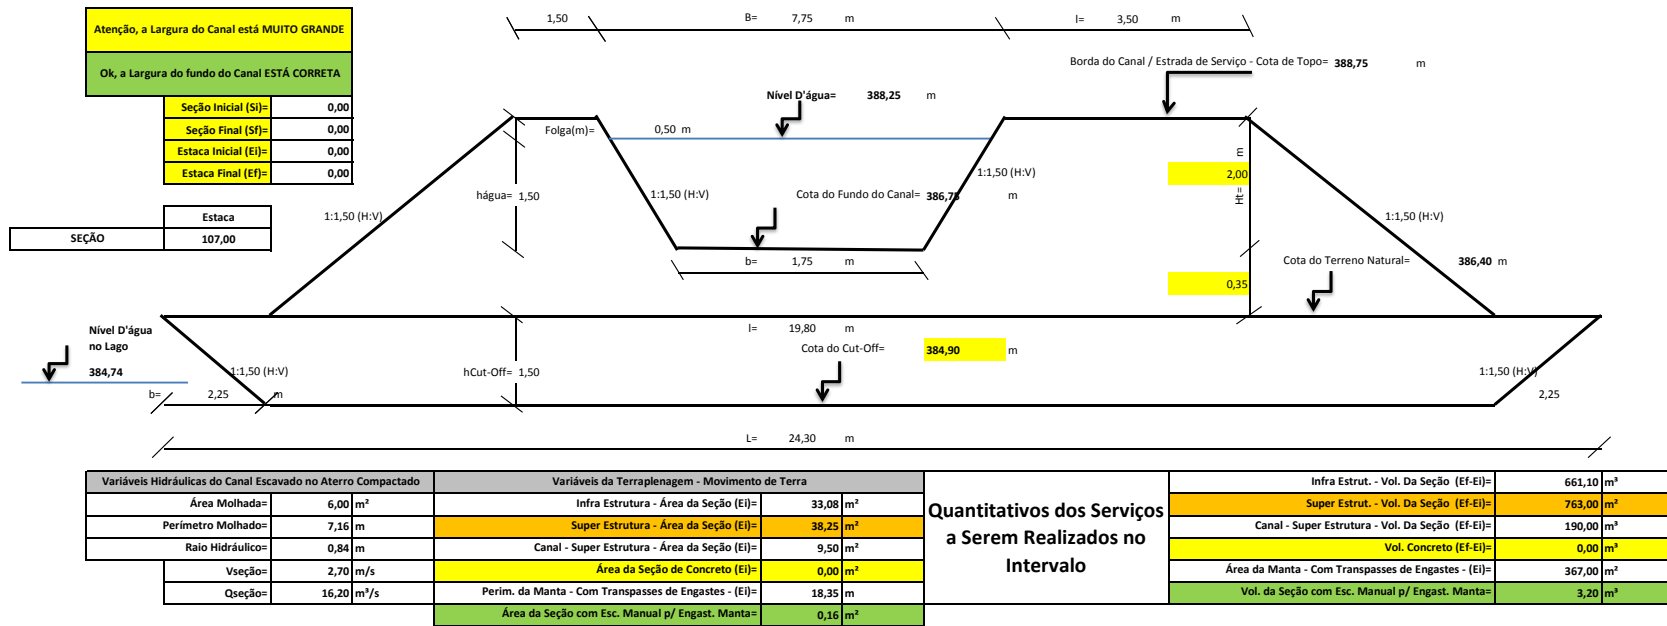 1,50 B= 7,75 m l= 3,50 m
Atenção, a Largura do Canal está MUITO GRANDE
Ok, a Largura do fundo do Canal ESTÁ CORRETA
Borda do Canal / Estrada de Serviço - Cota de Topo= 388,75 m
Seção Inicial (Si)= 0,00
Seção Final (Sf)= 0,00
Estaca Inicial (Ei)= 0,00
Estaca Final (Ef)= 0,00
Nível D'água= 388,25 m
Folga(m)= 0,50 m
hágua= 1,50
1:1,50 (H:V)
1:1,50 (H:V)
1:1,50 (H:V)
1:1,50 (H:V)
Cota do Fundo do Canal= 386,75 m
2,00
Ht= m
0,35
Estaca
SEÇÃO 107,00
b= 1,75 m
Cota do Terreno Natural= 386,40 m
Nível D'água
no Lago
384,74
l= 19,80 m
Cota do Cut-Off= 384,90 m
1:1,50 (H:V)
hCut-Off= 1,50
1:1,50 (H:V)
b= 2,25 m
2,25
L= 24,30 m
Variáveis Hidráulicas do Canal Escavado no Aterro Compactado
Área Molhada= 6,00 m²
Perímetro Molhado= 7,16 m
Raio Hidráulico= 0,84 m
Vseção= 2,70 m/s
Qseção= 16,20 m³/s
Variáveis da Terraplenagem - Movimento de Terra
Infra Estrutura - Área da Seção (Ei)= 33,08 m²
Super Estrutura - Área da Seção (Ei)= 38,25 m²
Canal - Super Estrutura - Área da Seção (Ei)= 9,50 m²
Área da Seção de Concreto (Ei)= 0,00 m²
Perim. da Manta - Com Transpasses de Engastes - (Ei)= 18,35 m
Área da Seção com Esc. Manual p/ Engast. Manta= 0,16 m²
Quantitativos dos Serviços
a Serem Realizados no
Intervalo
Infra Estrut. - Vol. Da Seção (Ef-Ei)= 661,10 m³
Super Estrut. - Vol. Da Seção (Ef-Ei)= 763,00 m²
Canal - Super Estrutura - Vol. Da Seção (Ef-Ei)= 190,00 m³
Vol. Concreto (Ef-Ei)= 0,00 m³
Área da Manta - Com Transpasses de Engastes - (Ei)= 367,00 m²
Vol. da Seção com Esc. Manual p/ Engast. Manta= 3,20 m³